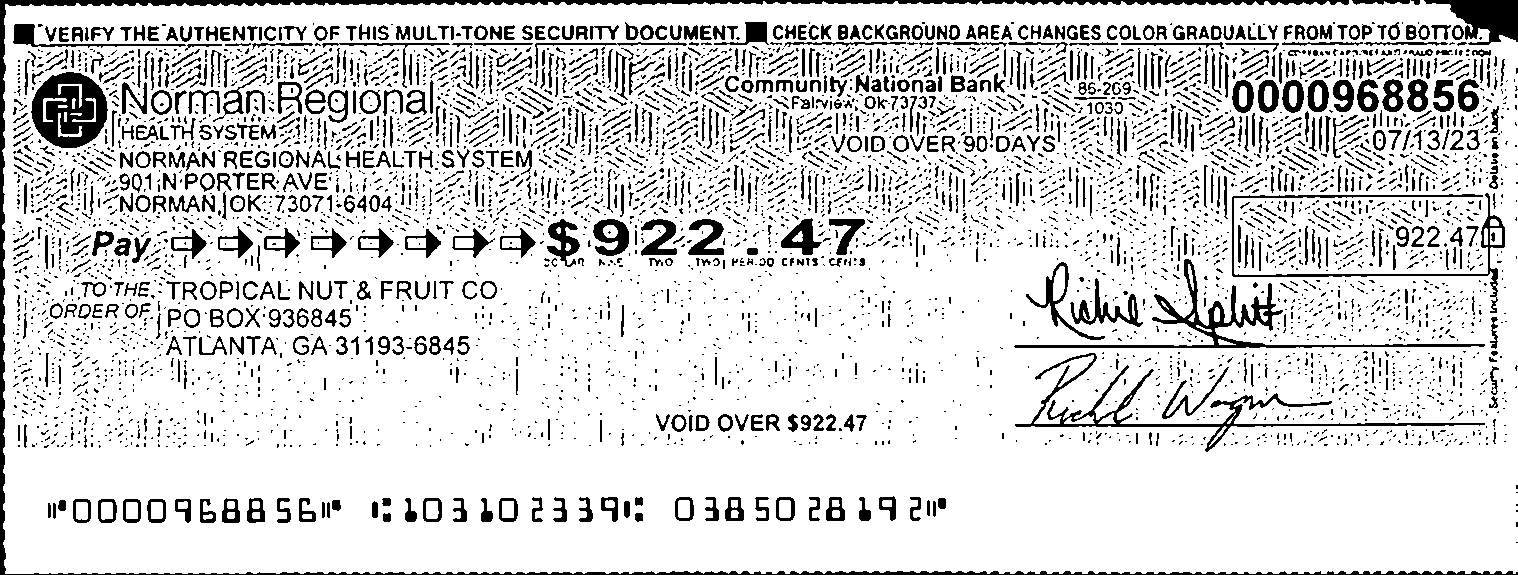 VERIFY THE AUTHENTICITY OF THIS MULTI-TONE SECURITY DOCUMENT. CHECK BACKGROUND AREA CHANGES COLOR GRADUALLY FROM TOP TO BOTTOM.
Norman Regional
HEALTH SYSTEM
Community National Bank
Fairview, Ok 73737
86-269
1030
0000968856
VOID OVER 90 DAYS
07/13/23
NORMAN REGIONAL HEALTH SYSTEM
901 N PORTER AVE
NORMAN, OK 73071-6404
Pay $922.47
DOLLAR NINE TWO TWO PERIOD CENTS CENTS
922.47
TO THE ORDER OF
TROPICAL NUT & FRUIT CO
PO BOX 936845
ATLANTA, GA 31193-6845
Richie Splitt
VOID OVER $922.47
Security Features Included
Details on back.
⑈0000968856⑈ ⑆103102339⑆ 0385028192⑈